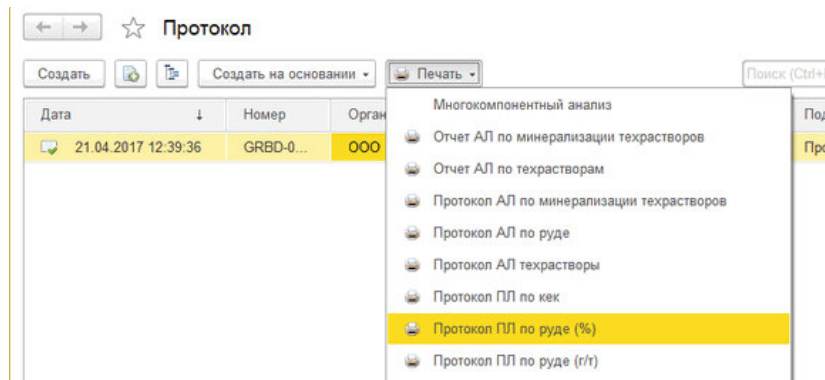 Протокол
Создать Создать на основании Печать Поиск (Ctrl+
Дата Номер Орган Под
21.04.2017 12:39:36 GRBD-0... ООО Про
Многокомпонентный анализ
Отчет АЛ по минерализации техрастворов
Отчет АЛ по техрастворам
Протокол АЛ по минерализации техрастворов
Протокол АЛ по руде
Протокол АЛ техрастворы
Протокол ПЛ по кек
Протокол ПЛ по руде (%)
Протокол ПЛ по руде (г/т)